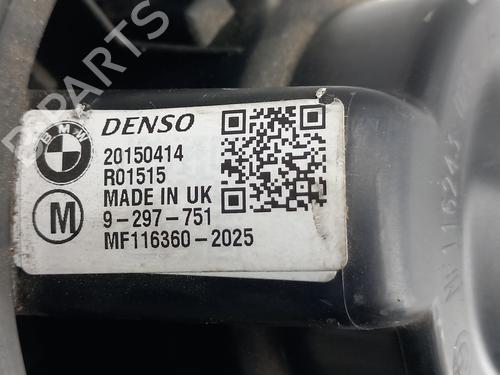 B-PARTS
BMW
DENSO
20150414
R01515
MADE IN UK
9-297-751
M
MF116360-2025